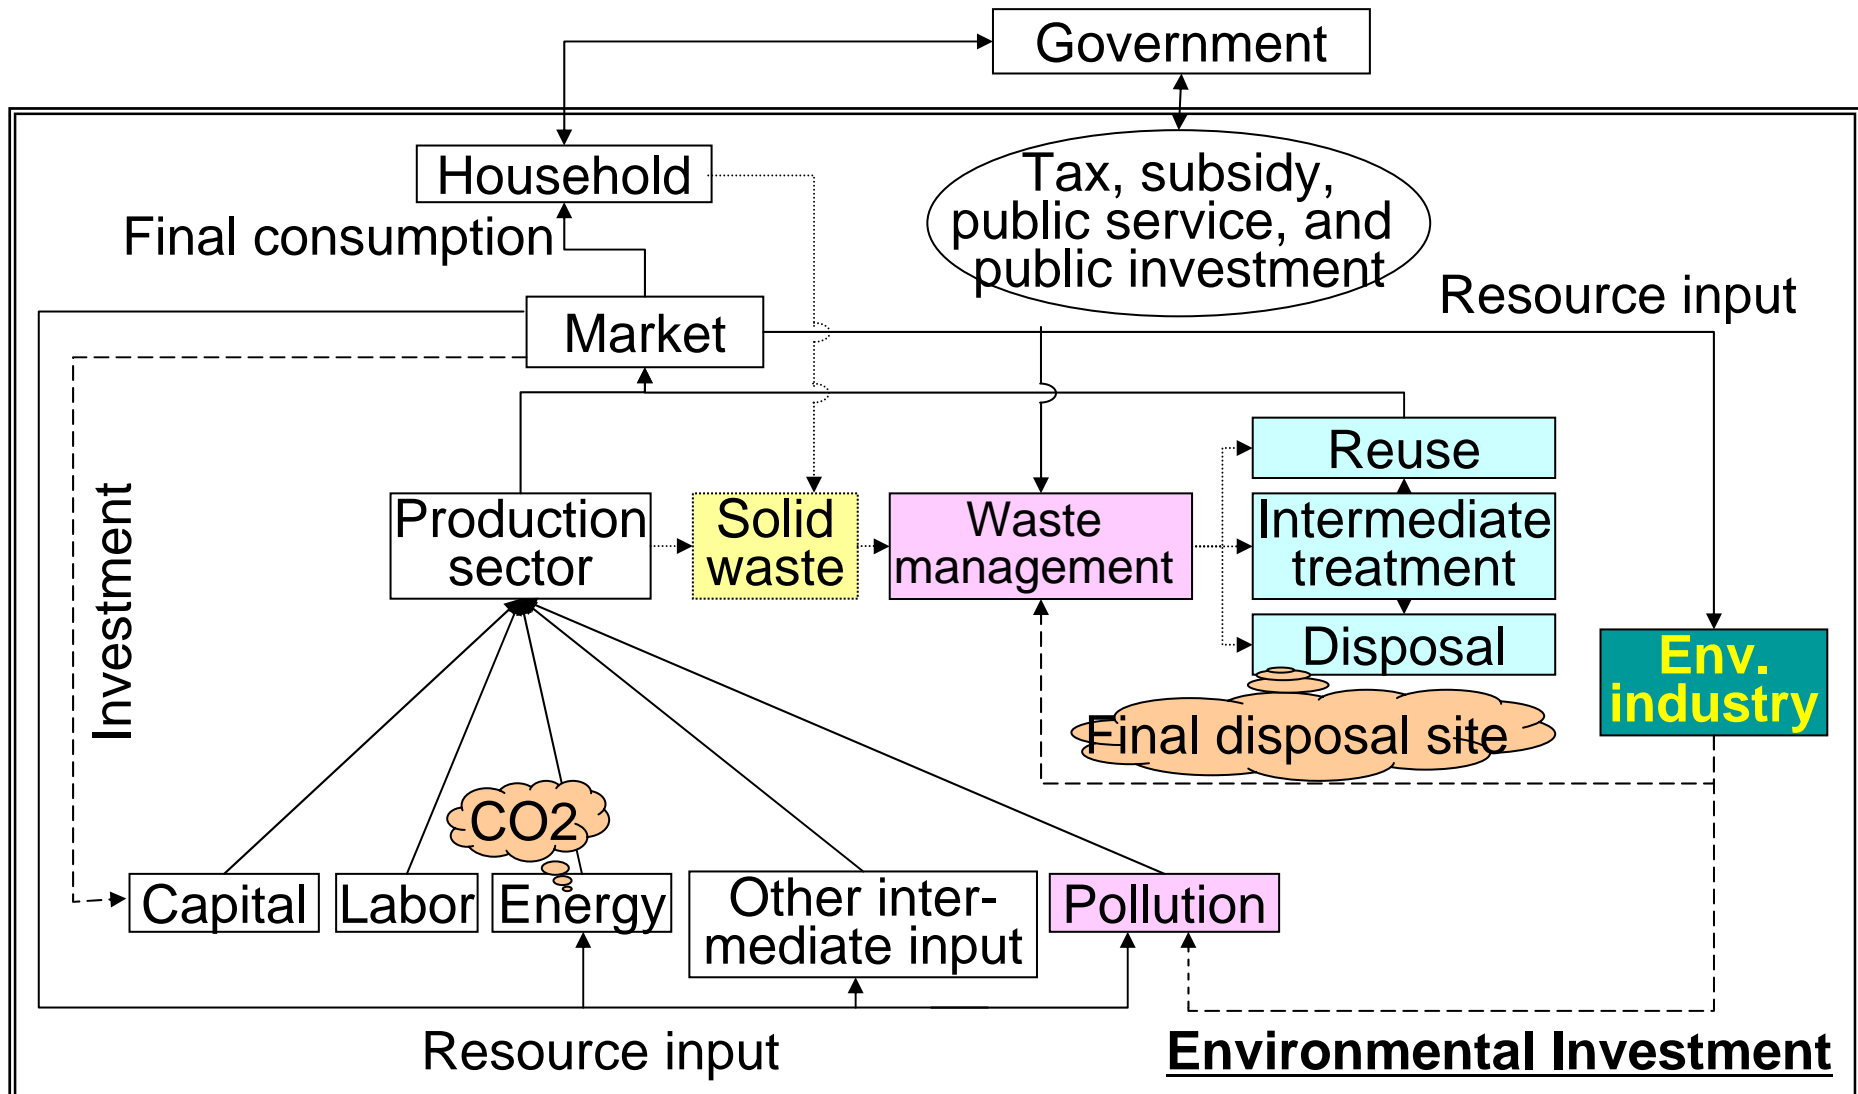 Government
Household
Tax, subsidy,
public service, and
public investment
Final consumption
Resource input
Market
Reuse
Investment
Production
sector
Solid
waste
Waste
management
Intermediate
treatment
Disposal
Env.
industry
Final disposal site
CO2
Capital
Labor
Energy
Other inter-
mediate input
Pollution
Resource input
Environmental Investment